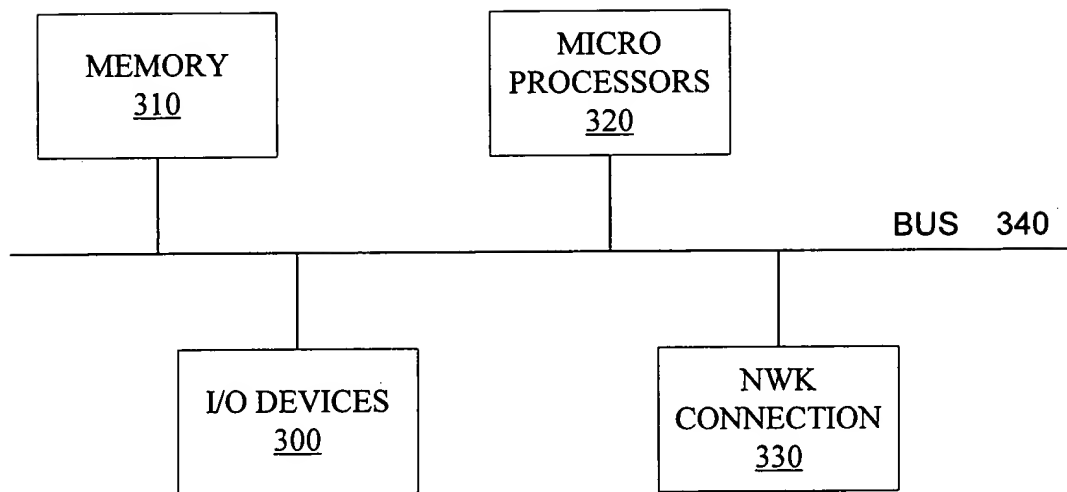 MEMORY
310
MICRO
PROCESSORS
320
BUS 340
I/O DEVICES
300
NWK
CONNECTION
330